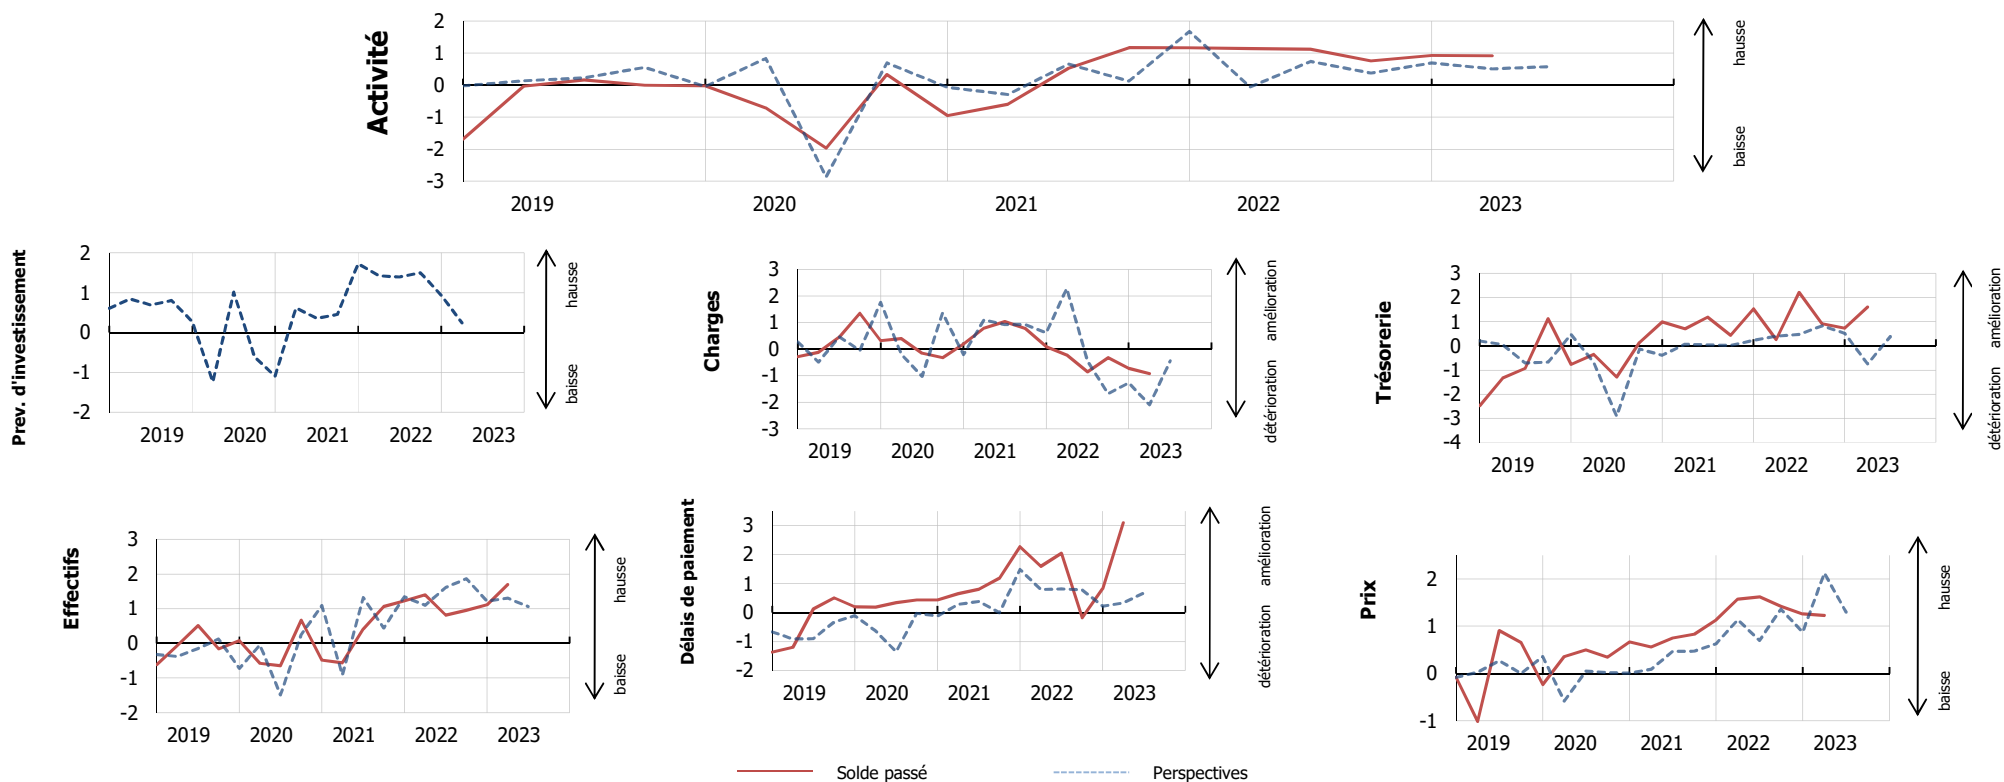 Activité
2
1
0
-1
-2
-3
2019 2020 2021 2022 2023
hausse
baisse
Prev. d'investissement
2
1
0
-1
-2
2019 2020 2021 2022 2023
hausse
baisse
Charges
3
2
1
0
-1
-2
-3
2019 2020 2021 2022 2023
amélioration
détérioration
Trésorerie
3
2
1
0
-1
-2
-3
-4
2019 2020 2021 2022 2023
amélioration
détérioration
Effectifs
3
2
1
0
-1
-2
2019 2020 2021 2022 2023
hausse
baisse
Délais de paiement
3
2
1
0
-1
-2
2019 2020 2021 2022 2023
amélioration
détérioration
Prix
2
1
0
-1
2019 2020 2021 2022 2023
hausse
baisse
Solde passé Perspectives